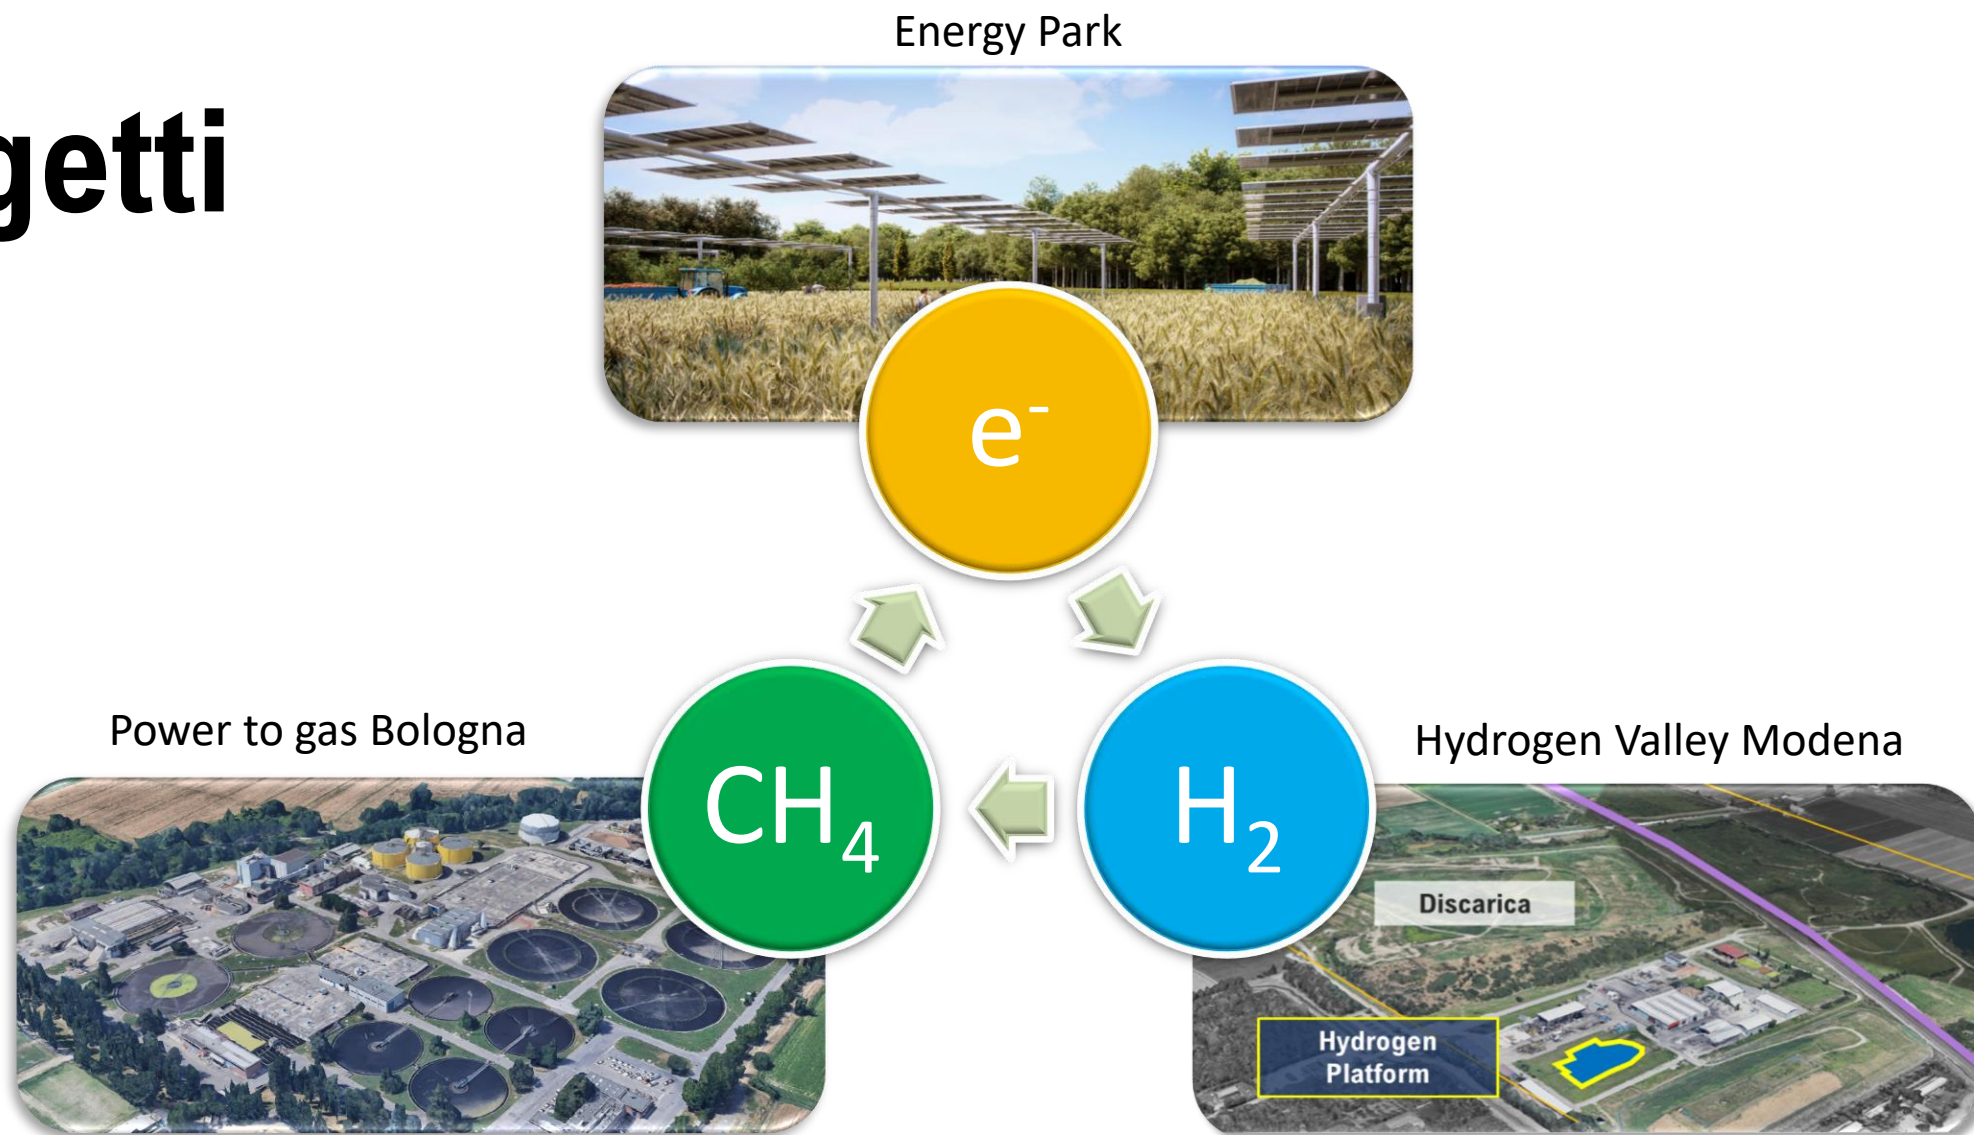 Energy Park
getti
e-
Power to gas Bologna
CH4
H2
Hydrogen Valley Modena
Discarica
Hydrogen
Platform